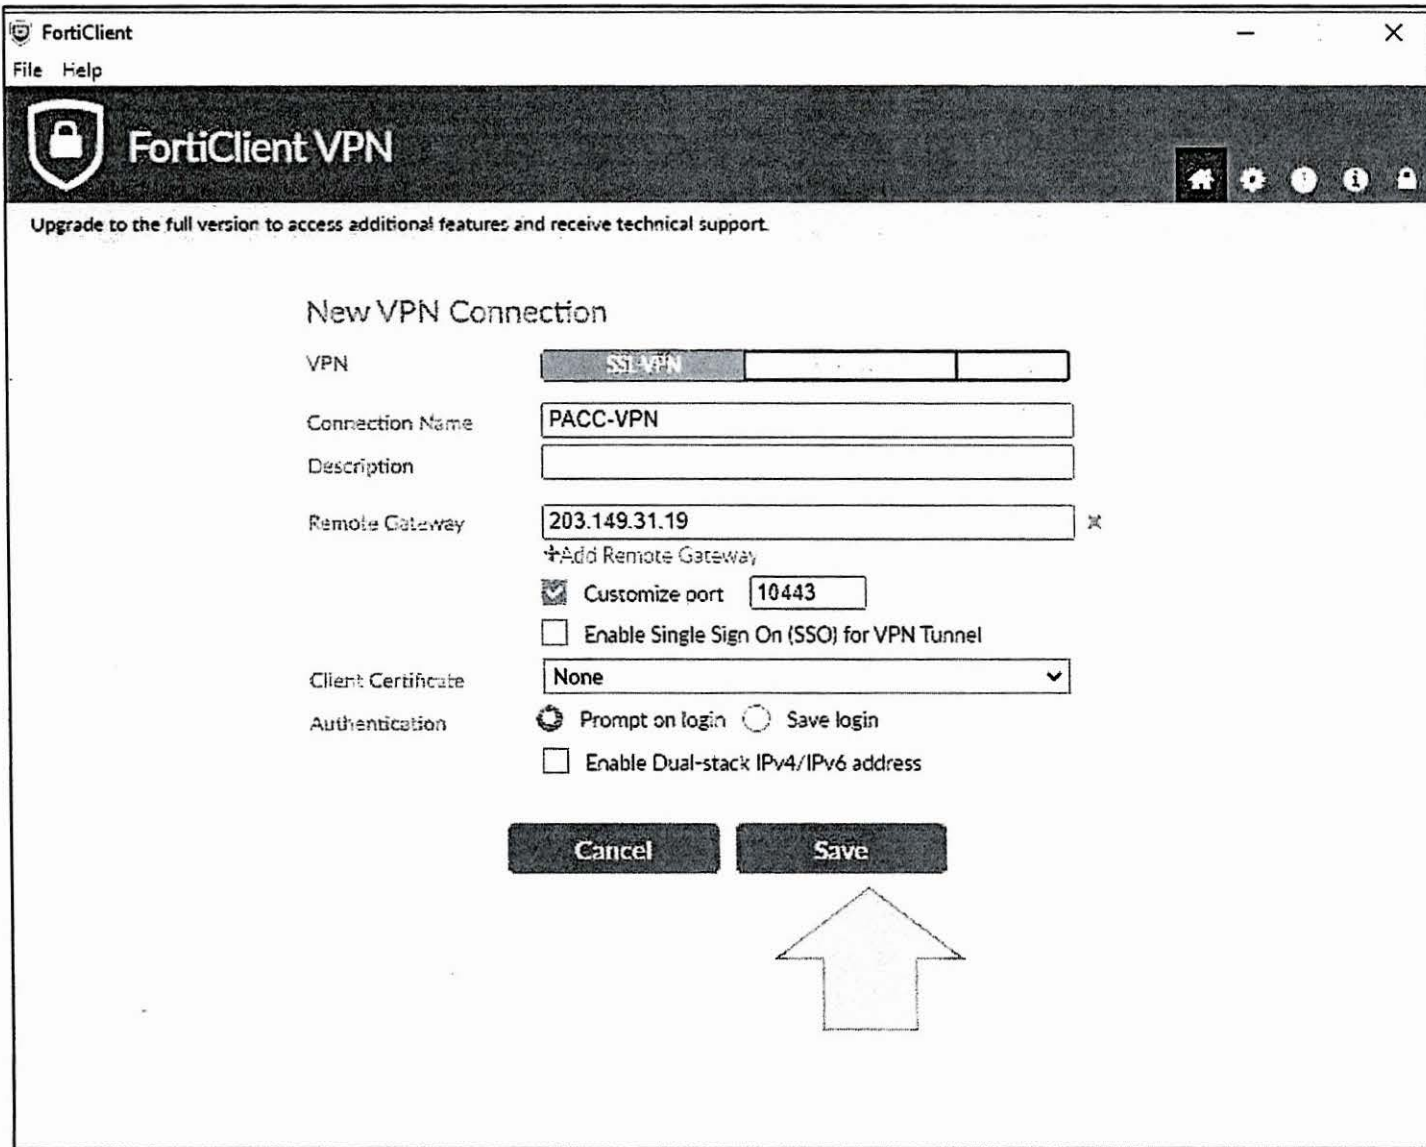 FortiClient
File Help
FortiClient VPN
Upgrade to the full version to access additional features and receive technical support.
New VPN Connection
VPN SSL-VPN
Connection Name PACC-VPN
Description
Remote Gateway 203.149.31.19
+Add Remote Gateway
Customize port 10443
Enable Single Sign On (SSO) for VPN Tunnel
Client Certificate None
Authentication Prompt on login Save login
Enable Dual-stack IPv4/IPv6 address
Cancel Save